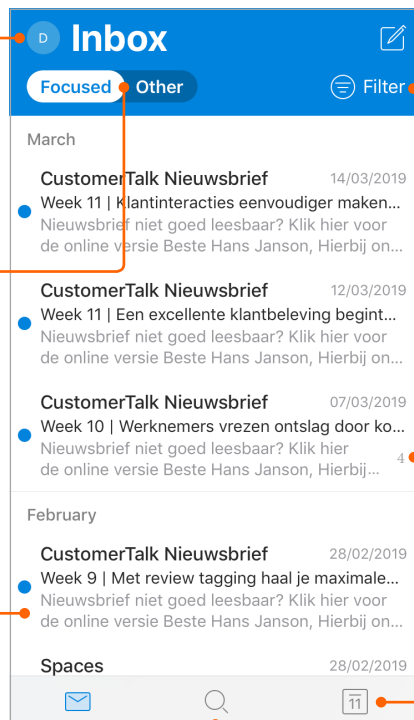 D Inbox
Focused Other Filter
March
CustomerTalk Nieuwsbrief 14/03/2019
Week 11 | Klantinteracties eenvoudiger maken...
Nieuwsbrief niet goed leesbaar? Klik hier voor
de online versie Beste Hans Janson, Hierbij on...
CustomerTalk Nieuwsbrief 12/03/2019
Week 11 | Een excellente klantbeleving begint...
Nieuwsbrief niet goed leesbaar? Klik hier voor
de online versie Beste Hans Janson, Hierbij on...
CustomerTalk Nieuwsbrief 07/03/2019
Week 10 | Werknemers vrezen ontslag door ko...
Nieuwsbrief niet goed leesbaar? Klik hier
de online versie Beste Hans Janson, Hierbij... 4
February
CustomerTalk Nieuwsbrief 28/02/2019
Week 9 | Met review tagging haal je maximale...
Nieuwsbrief niet goed leesbaar? Klik hier voor
de online versie Beste Hans Janson, Hierbij on...
Spaces 28/02/2019
11